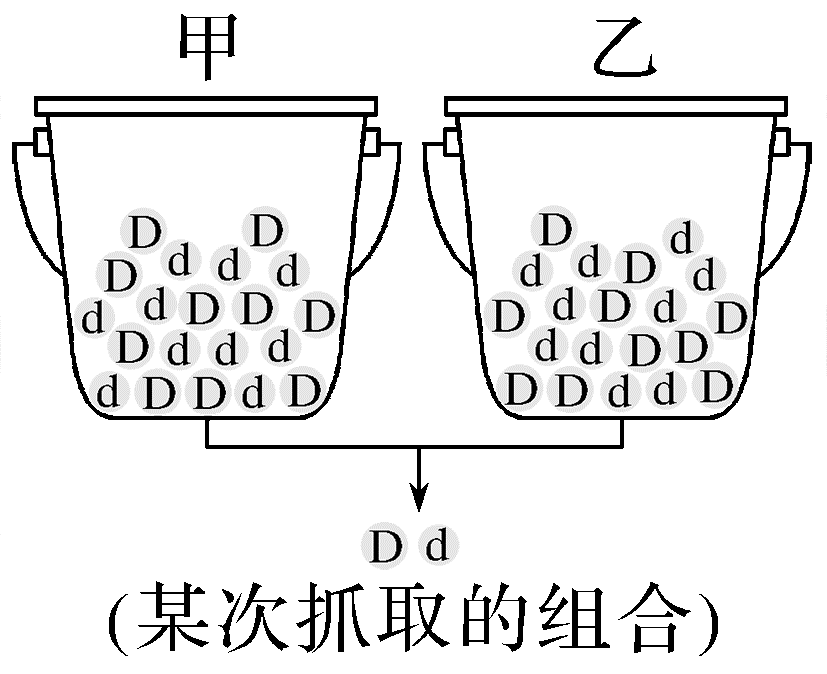 甲 乙
D D D d
D d d d d d D d
d d D D D D d D d D
D d d d d d D D
d D D d D D D d d D
D d
(某次抓取的组合)